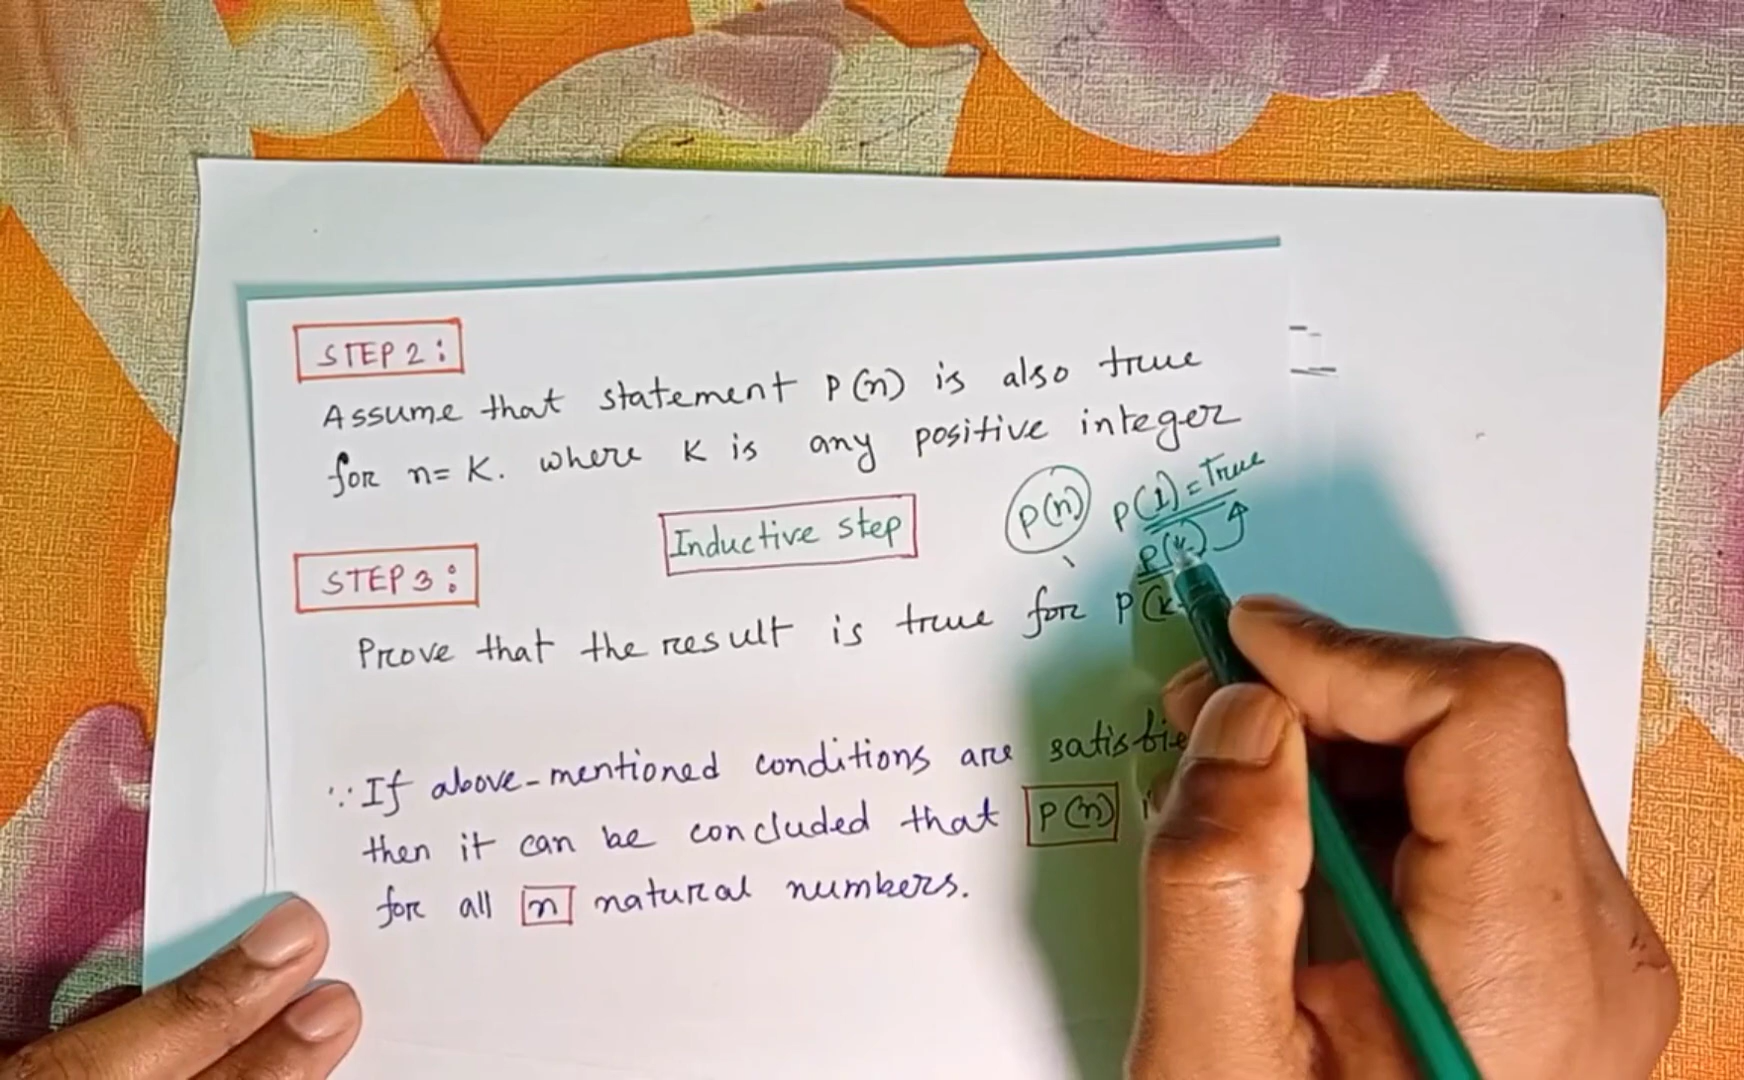 STEP 2:
Assume that statement P(n) is also true
for n= K. where K is any positive integer
P(n) P(1) = True
Inductive step
STEP 3:
Prove that the result is true for
∵ If above-mentioned conditions are
then it can be concluded that P(n)
for all n natural numbers.